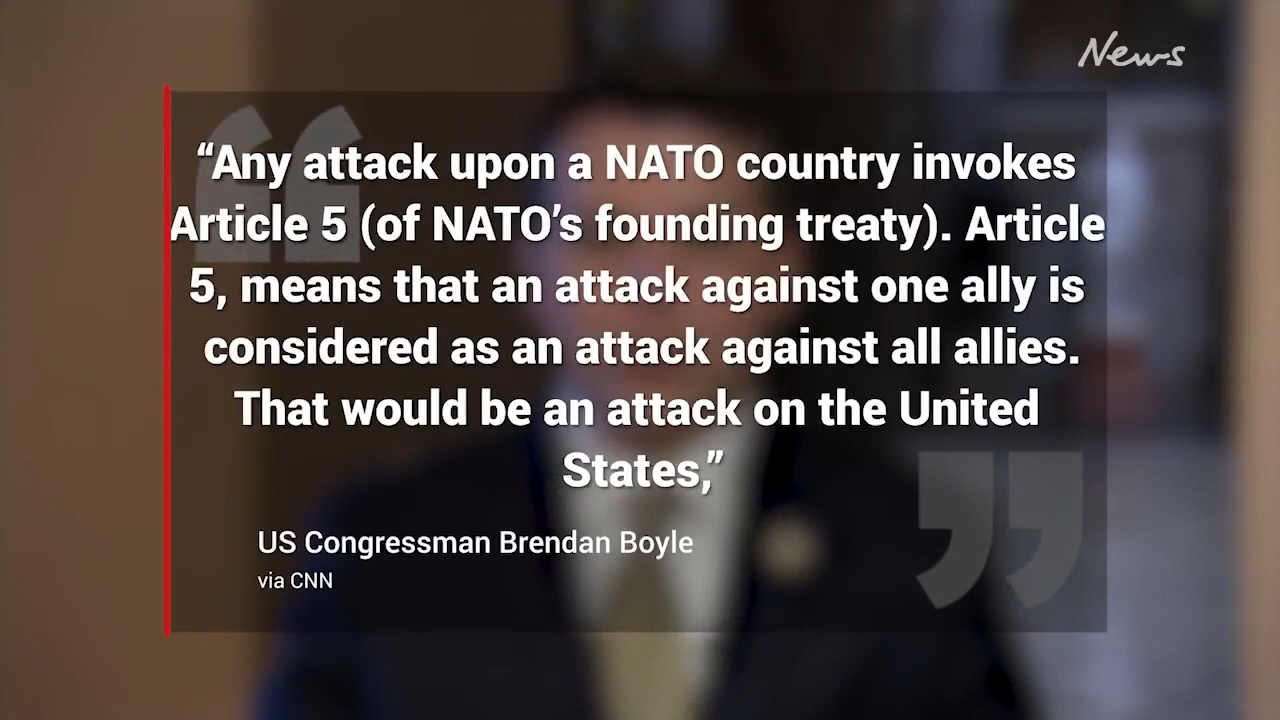 News
“Any attack upon a NATO country invokes
Article 5 (of NATO’s founding treaty). Article
5, means that an attack against one ally is
considered as an attack against all allies.
That would be an attack on the United
States,”
US Congressman Brendan Boyle
via CNN